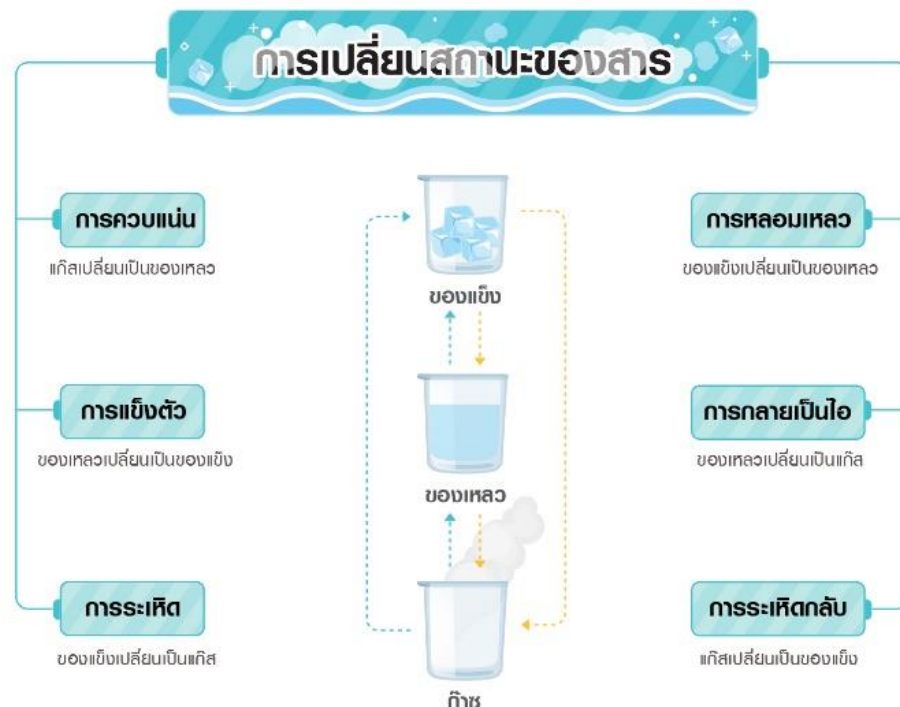 การเปลี่ยนสถานะของสาร
การควบแน่น
แก๊สเปลี่ยนเป็นของเหลว
การแข็งตัว
ของเหลวเปลี่ยนเป็นของแข็ง
การระเหิด
ของแข็งเปลี่ยนเป็นแก๊ส
ของแข็ง
ของเหลว
ก๊าซ
การหลอมเหลว
ของแข็งเปลี่ยนเป็นของเหลว
การกลายเป็นไอ
ของเหลวเปลี่ยนเป็นแก๊ส
การระเหิดกลับ
แก๊สเปลี่ยนเป็นของแข็ง